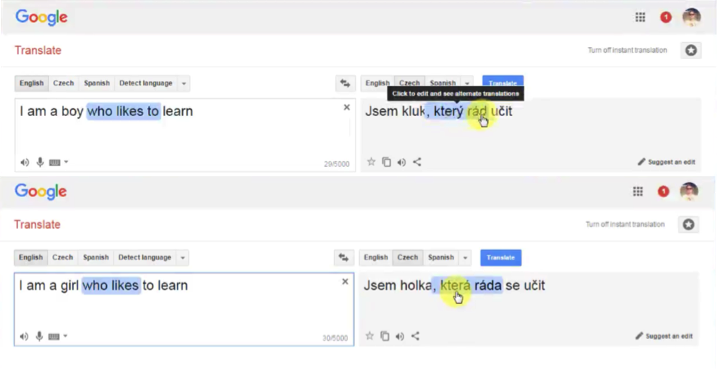 Google
1
Translate
Turn off instant translation
English Czech Spanish Detect language
English Czech Spanish Translate
Click to edit and see alternate translations
I am a boy who likes to learn
Jsem kluk, který rád učit
29/5000
Suggest an edit
Google
1
Translate
Turn off instant translation
English Czech Spanish Detect language
English Czech Spanish Translate
I am a girl who likes to learn
Jsem holka, která ráda se učit
30/5000
Suggest an edit